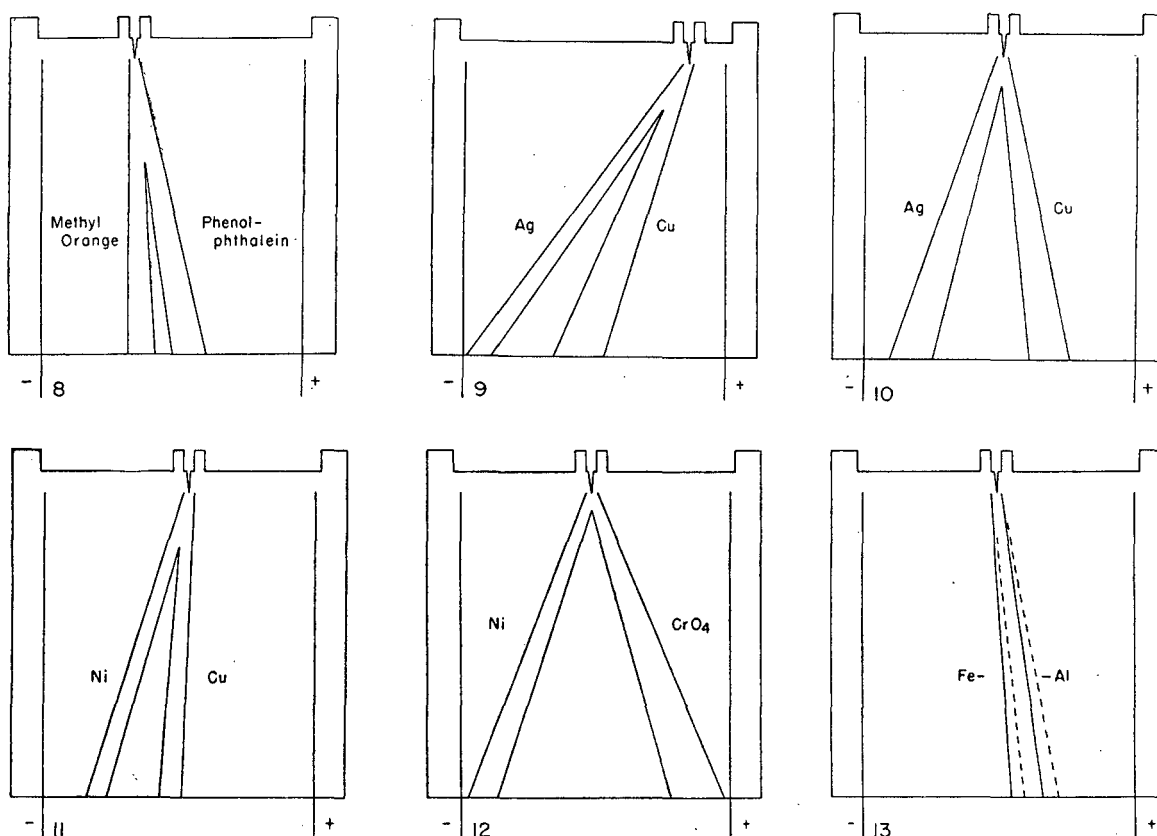 Methyl
Orange
Phenol-
phthalein
- 8 +
Ag
Cu
- 9 +
Ag
Cu
- 10 +
Ni
Cu
- 11 +
Ni
CrO4
- 12 +
Fe-
-Al
- 13 +